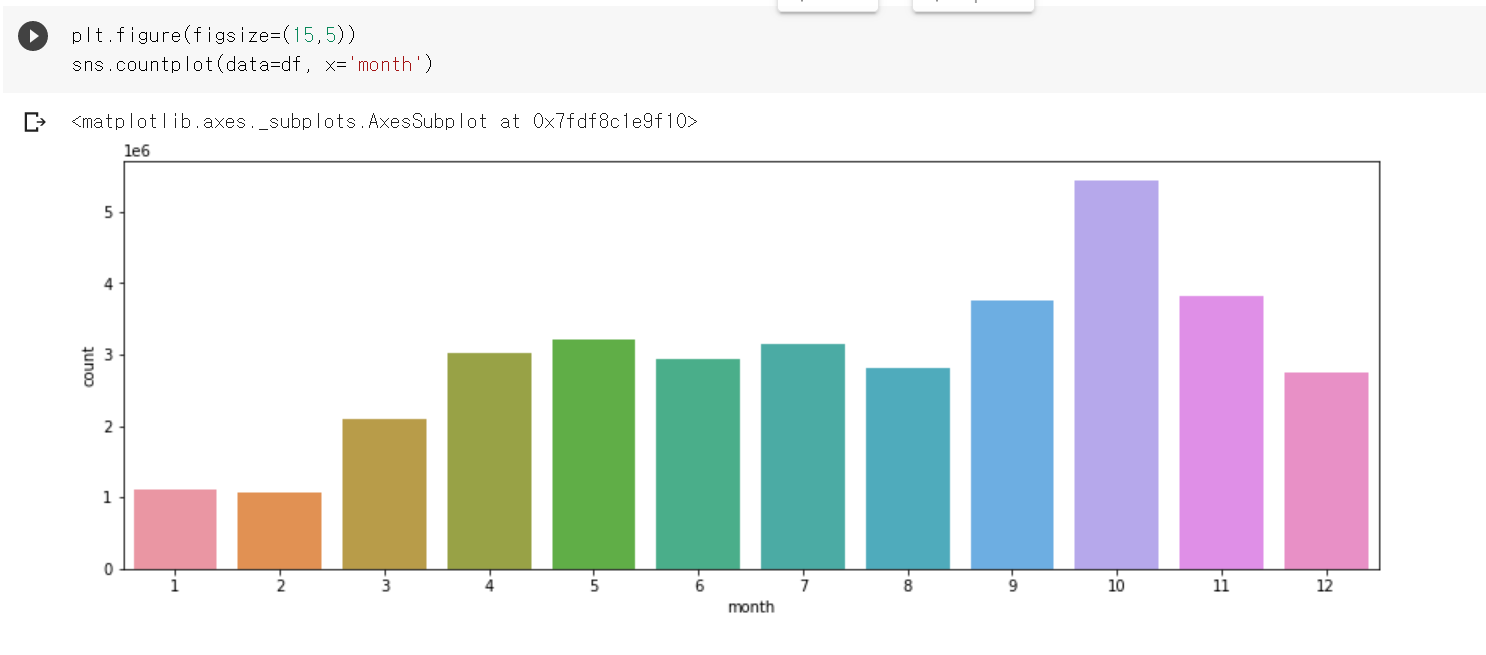 plt.figure(figsize=(15,5))
sns.countplot(data=df, x='month')
<matplotlib.axes._subplots.AxesSubplot at 0x7fdf8c1e9f10>
1e6
5
4
3
2
1
0
count
1 2 3 4 5 6 7 8 9 10 11 12
month